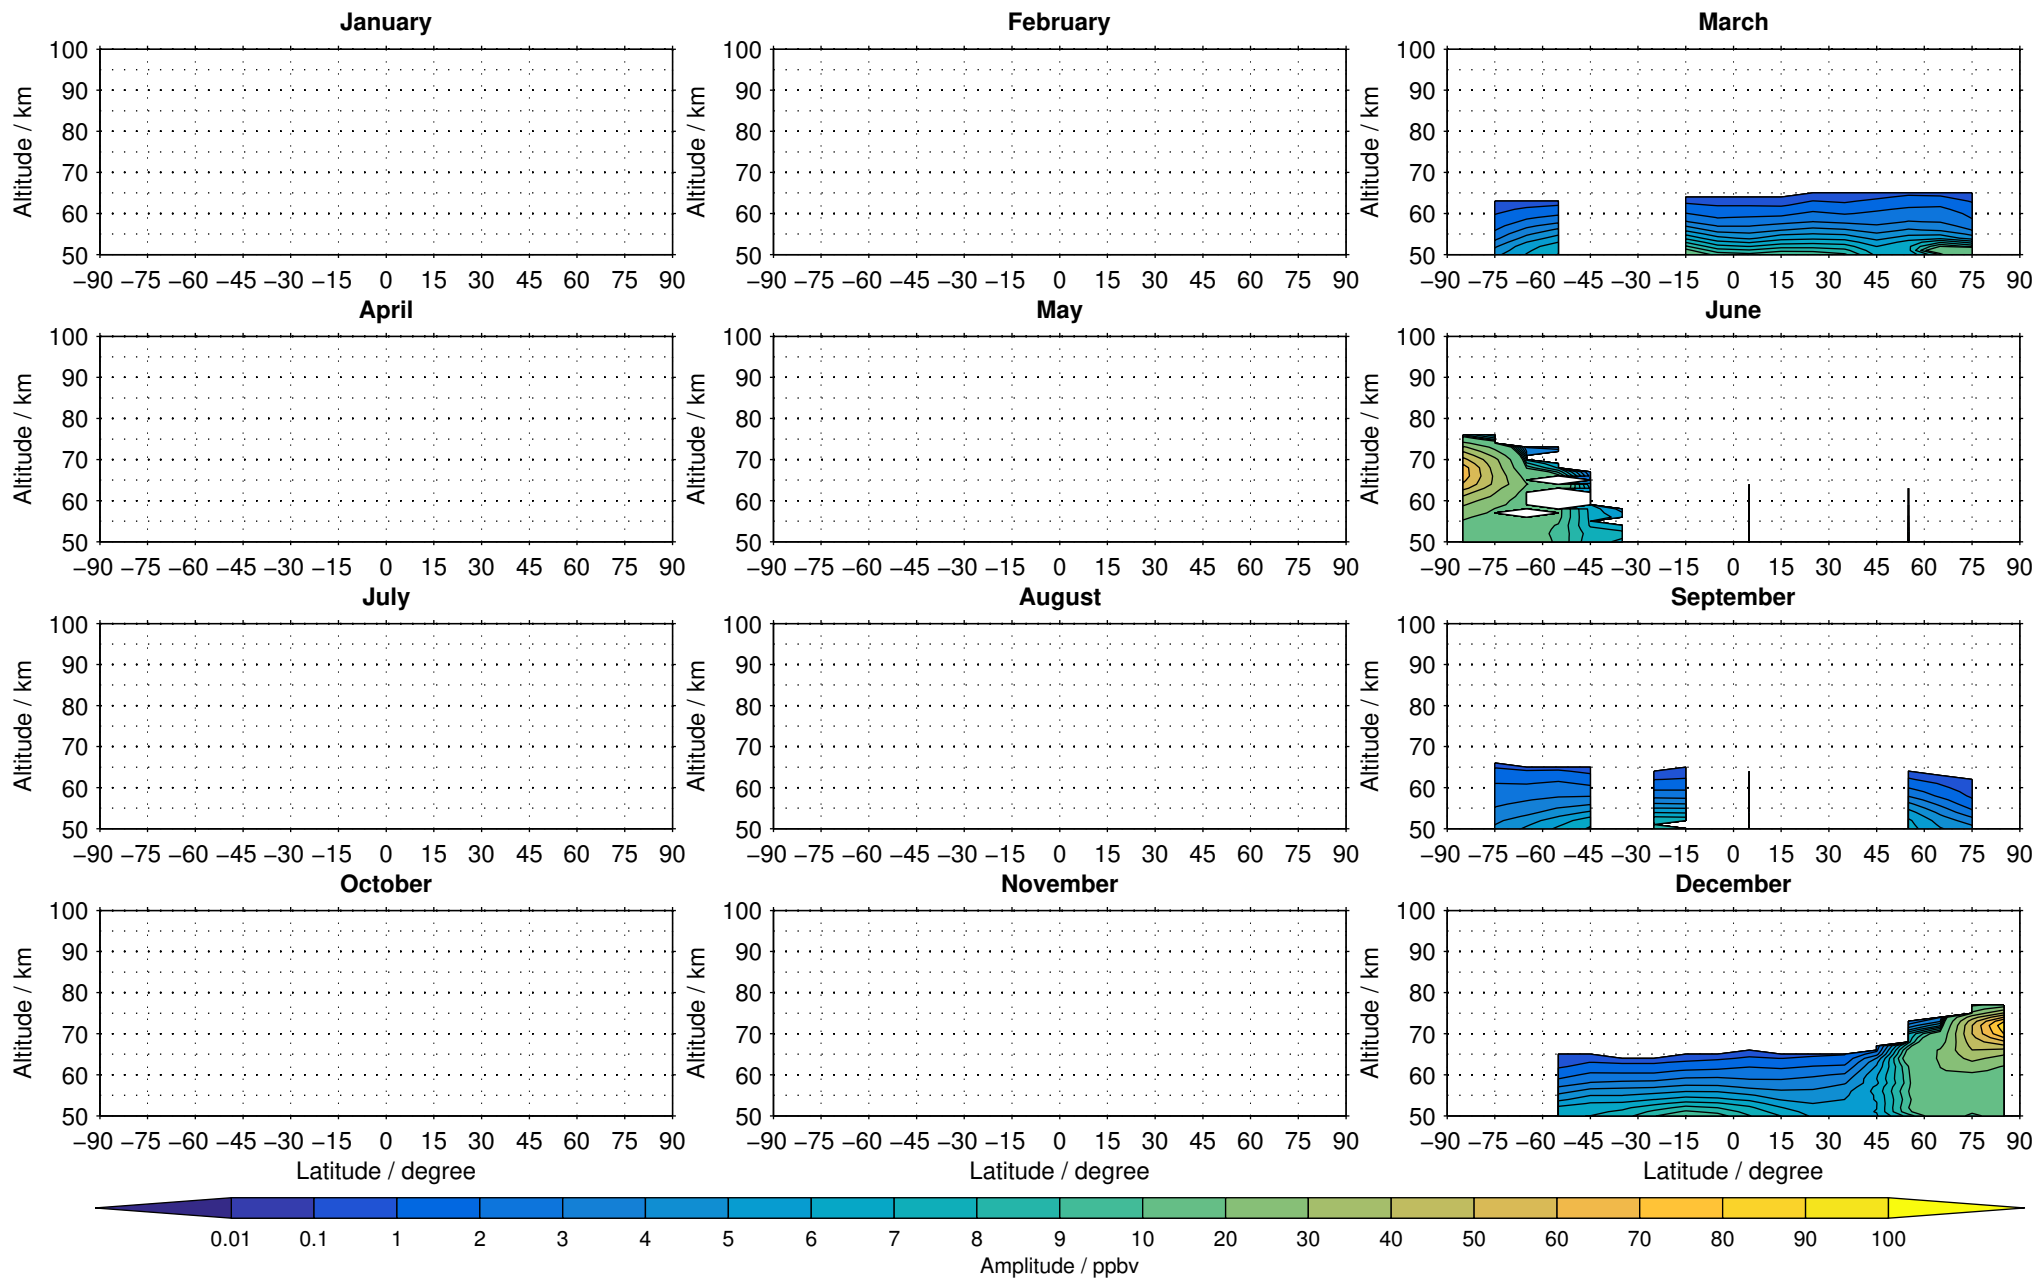 January February March
100 100 100
90 90 90
80 80 80
70 70 70
60 60 60
50 50 50
Altitude / km Altitude / km Altitude / km
−90 −75 −60 −45 −30 −15 0 15 30 45 60 75 90 −90 −75 −60 −45 −30 −15 0 15 30 45 60 75 90 −90 −75 −60 −45 −30 −15 0 15 30 45 60 75 90
April May June
100 100 100
90 90 90
80 80 80
70 70 70
60 60 60
50 50 50
Altitude / km Altitude / km Altitude / km
−90 −75 −60 −45 −30 −15 0 15 30 45 60 75 90 −90 −75 −60 −45 −30 −15 0 15 30 45 60 75 90 −90 −75 −60 −45 −30 −15 0 15 30 45 60 75 90
July August September
100 100 100
90 90 90
80 80 80
70 70 70
60 60 60
50 50 50
Altitude / km Altitude / km Altitude / km
−90 −75 −60 −45 −30 −15 0 15 30 45 60 75 90 −90 −75 −60 −45 −30 −15 0 15 30 45 60 75 90 −90 −75 −60 −45 −30 −15 0 15 30 45 60 75 90
October November December
100 100 100
90 90 90
80 80 80
70 70 70
60 60 60
50 50 50
Altitude / km Altitude / km Altitude / km
−90 −75 −60 −45 −30 −15 0 15 30 45 60 75 90 −90 −75 −60 −45 −30 −15 0 15 30 45 60 75 90 −90 −75 −60 −45 −30 −15 0 15 30 45 60 75 90
Latitude / degree Latitude / degree Latitude / degree
0.01 0.1 1 2 3 4 5 6 7 8 9 10 20 30 40 50 60 70 80 90 100
Amplitude / ppbv